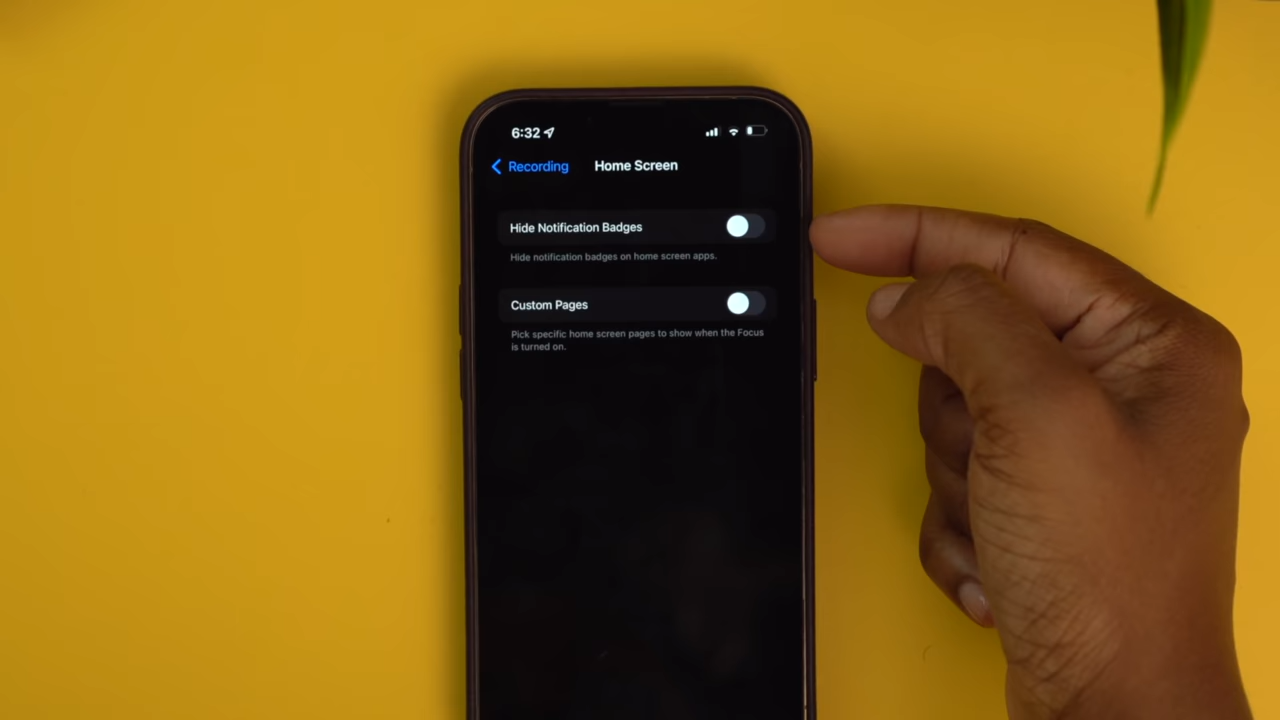 6:32
Recording
Home Screen
Hide Notification Badges
Hide notification badges on home screen apps.
Custom Pages
Pick specific home screen pages to show when the Focus
is turned on.